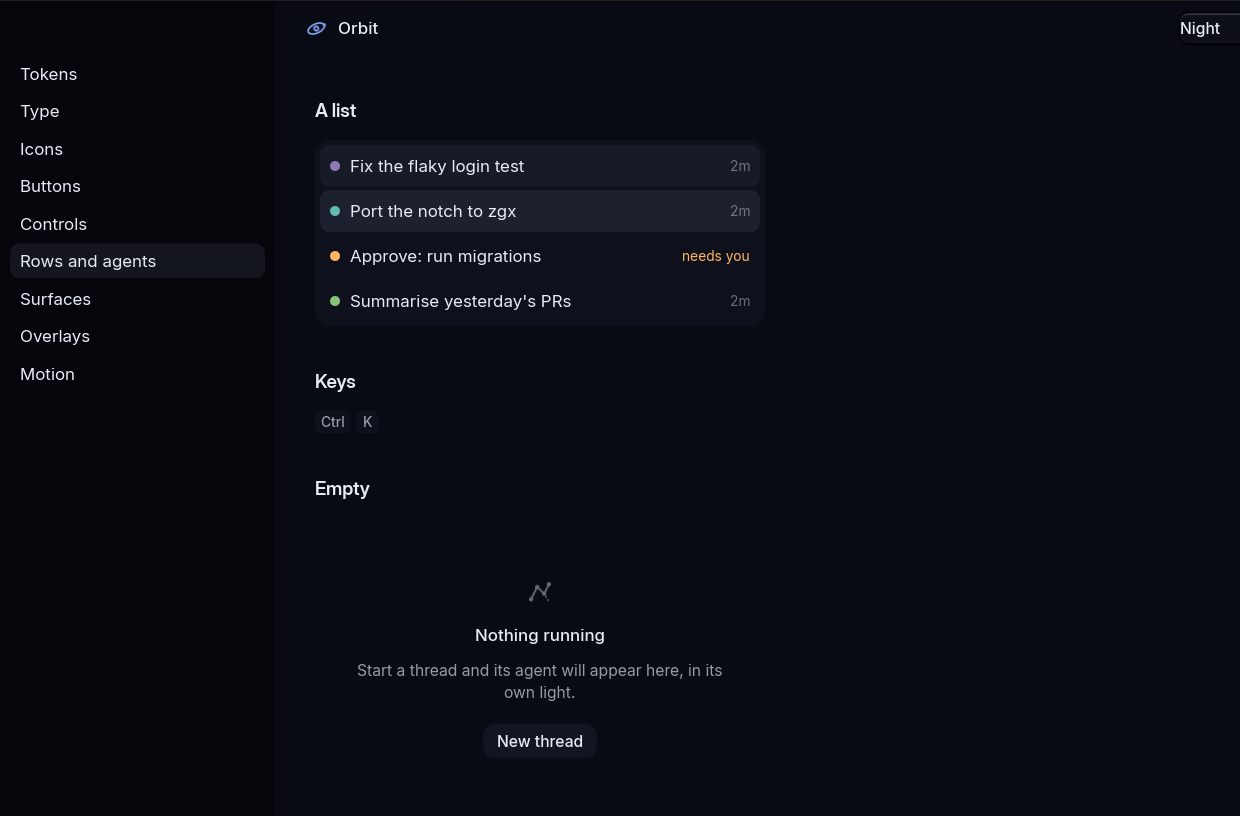 Orbit
Night
Tokens
Type
Icons
Buttons
Controls
Rows and agents
Surfaces
Overlays
Motion
A list
Fix the flaky login test 2m
Port the notch to zgx 2m
Approve: run migrations needs you
Summarise yesterday's PRs 2m
Keys
Ctrl K
Empty
Nothing running
Start a thread and its agent will appear here, in its
own light.
New thread